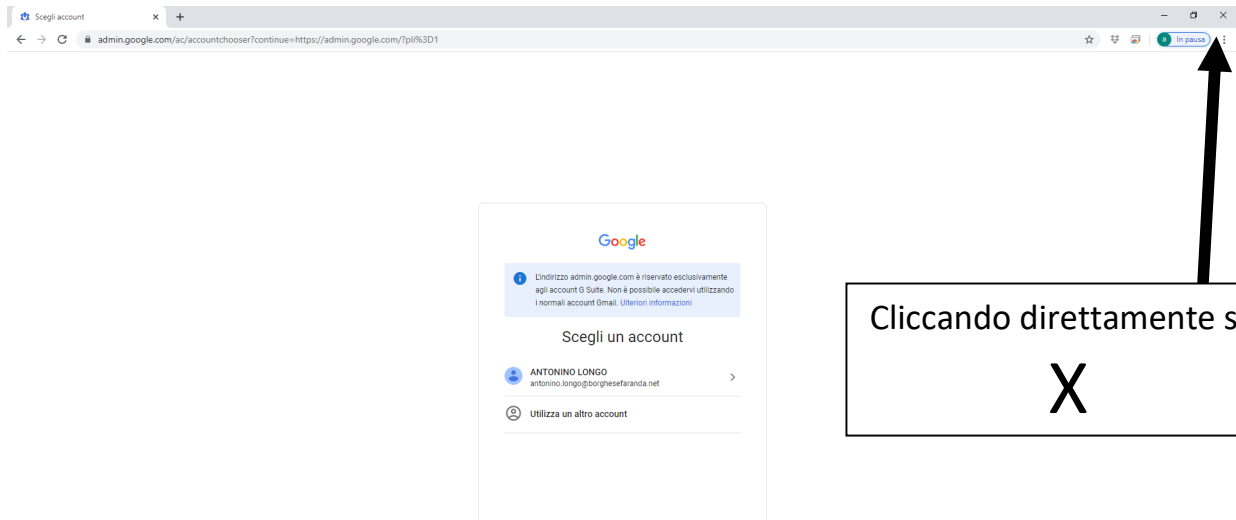 Scegli account
admin.google.com/ac/accountchooser?continue=https://admin.google.com/?pli%3D1
a In pausa
Google
L'indirizzo admin.google.com è riservato esclusivamente
agli account G Suite. Non è possibile accedervi utilizzando
i normali account Gmail. Ulteriori informazioni
Scegli un account
ANTONINO LONGO
antonino.longo@borghesefaranda.net
Utilizza un altro account
Cliccando direttamente s
X